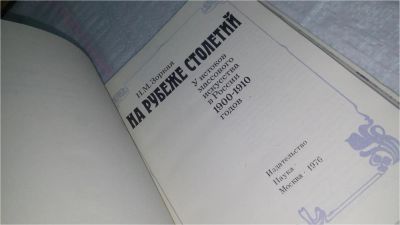 Н.М. Зоркая
НА РУБЕЖЕ СТОЛЕТИЙ
У истоков
массового
искусства
в России
1900-1910
годов
Издательство
Наука
Москва · 1976